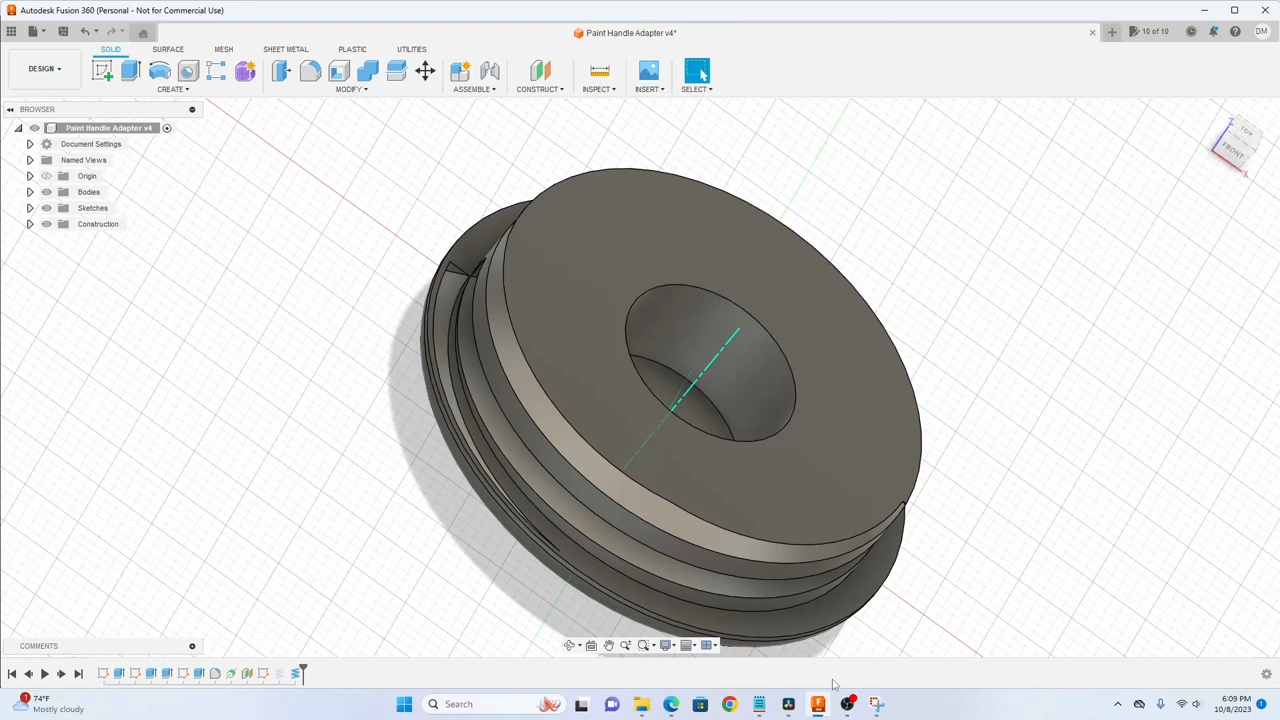 Autodesk Fusion 360 (Personal - Not for Commercial Use)
Paint Handle Adapter v4*
10 of 10
DM
SOLID
SURFACE
MESH
SHEET METAL
PLASTIC
UTILITIES
DESIGN
CREATE
MODIFY
ASSEMBLE
CONSTRUCT
INSPECT
INSERT
SELECT
BROWSER
Paint Handle Adapter v4
Document Settings
Named Views
Origin
Bodies
Sketches
Construction
TOP
FRONT
Z
X
COMMENTS
1
74°F
Mostly cloudy
Search
6:09 PM
10/8/2023